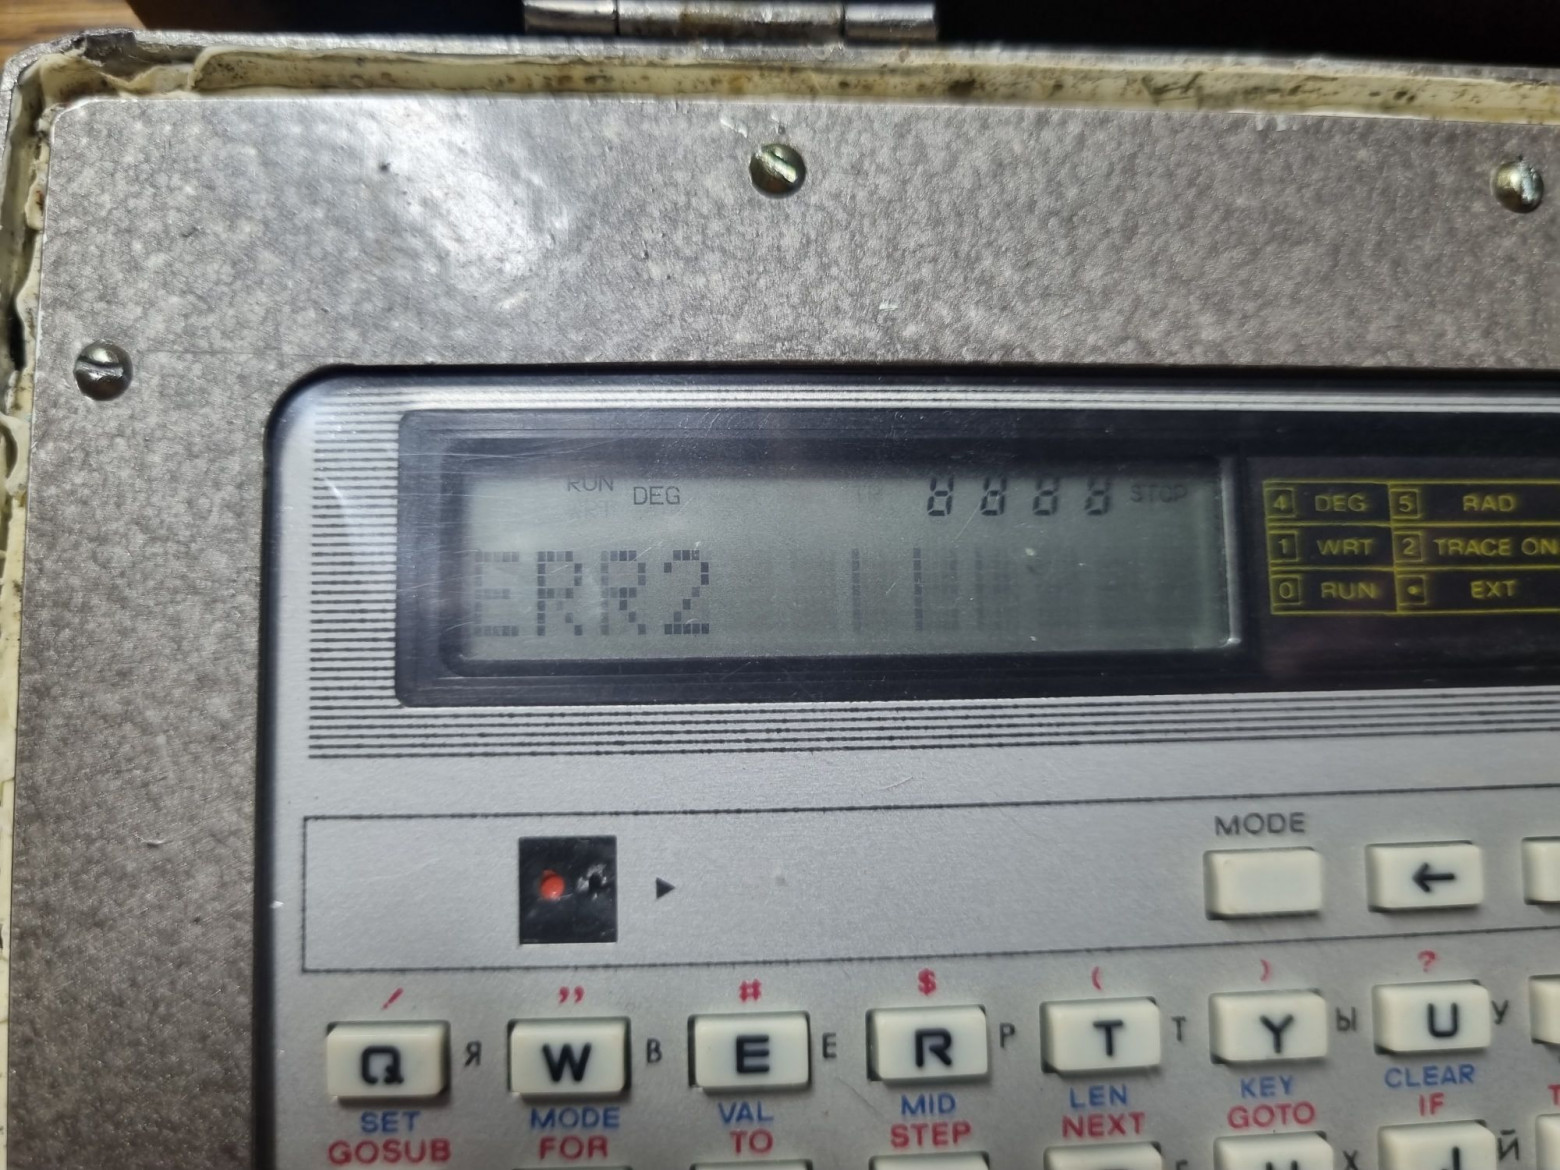 RUN DEG 8888 STOP
ERR2
4 DEG 5 RAD
1 WRT 2 TRACE ON
0 RUN • EXT
MODE
←
' " # $ ( ) ?
Q Я W В E Е R Р T Т Y Ы U У
SET MODE VAL MID LEN KEY CLEAR
GOSUB FOR TO STEP NEXT GOTO IF
Х Й